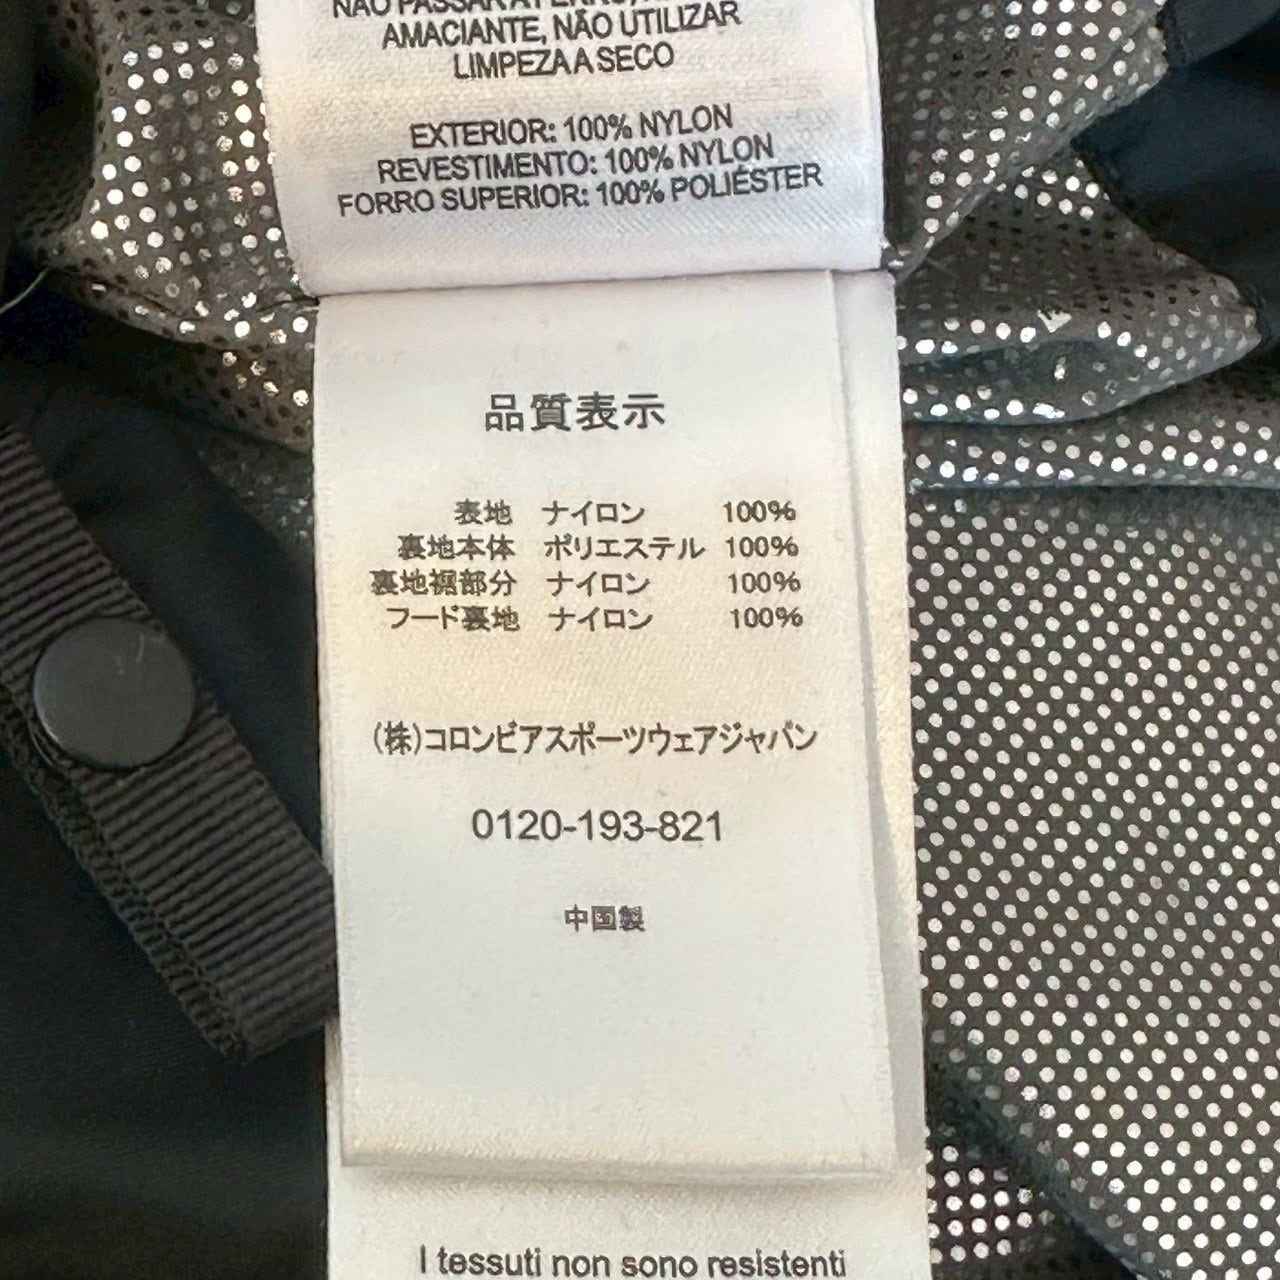 NÃO PASSAR A FERRO,
AMACIANTE, NÃO UTILIZAR
LIMPEZA A SECO
EXTERIOR: 100% NYLON
REVESTIMENTO: 100% NYLON
FORRO SUPERIOR: 100% POLIÉSTER
品質表示
表地 ナイロン 100%
裏地本体 ポリエステル 100%
裏地裾部分 ナイロン 100%
フード裏地 ナイロン 100%
(株)コロンビアスポーツウェアジャパン
0120-193-821
中国製
I tessuti non sono resistenti